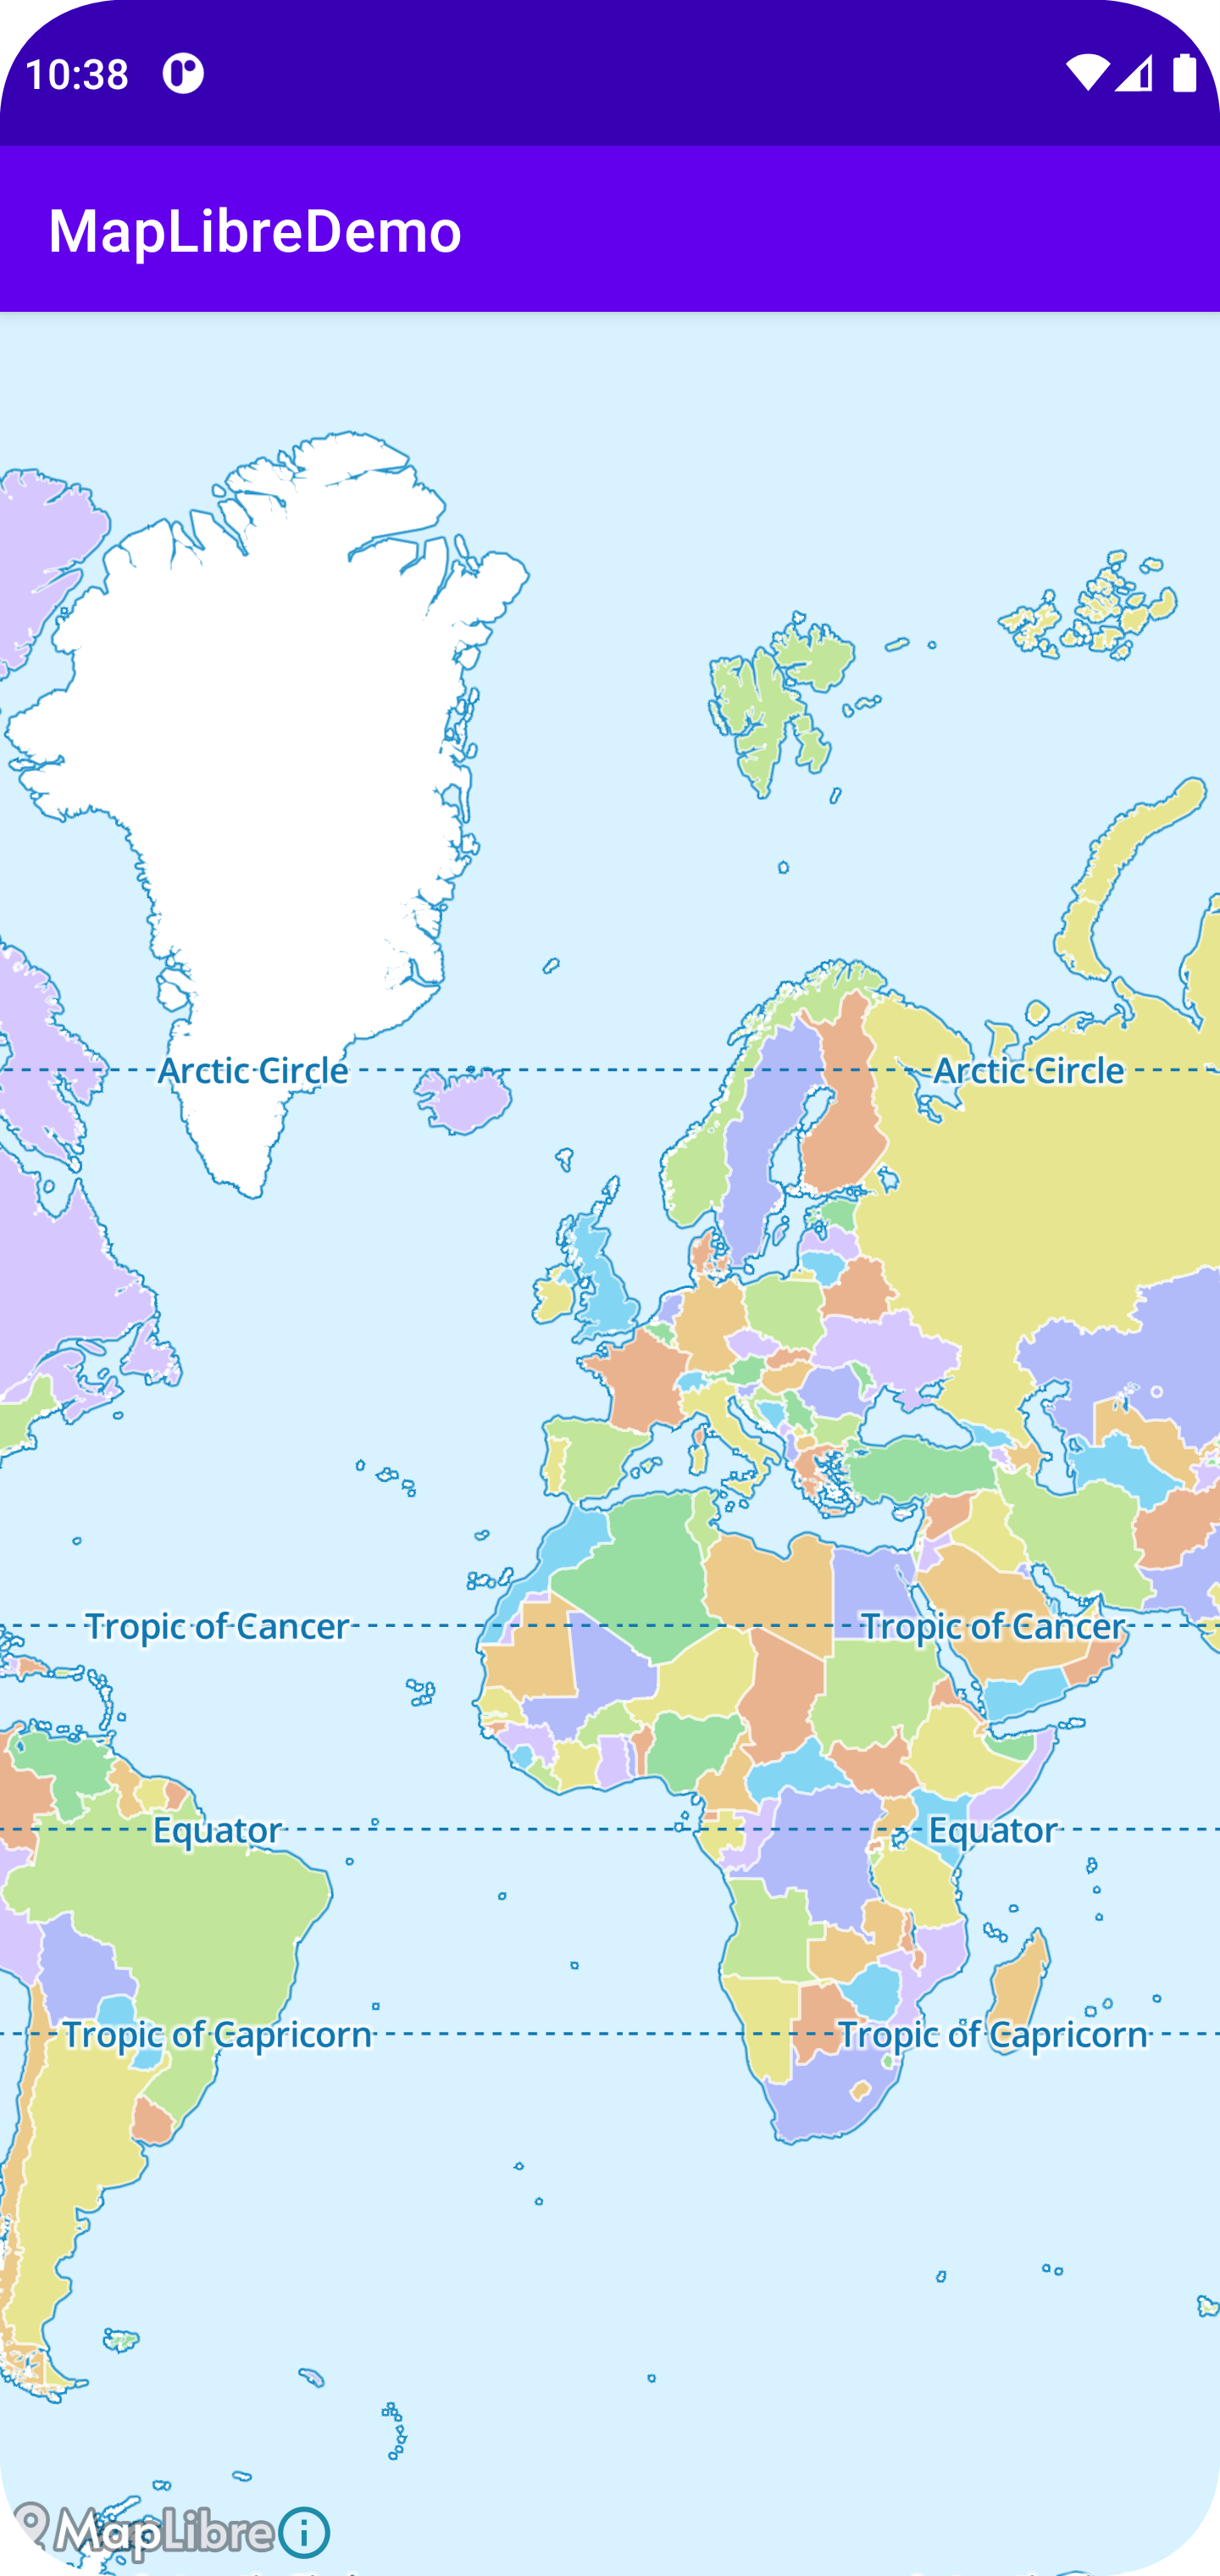 10:38
MapLibreDemo
Arctic Circle Arctic Circle
Tropic of Cancer Tropic of Cancer
Equator Equator
Tropic of Capricorn Tropic of Capricorn
MapLibre i